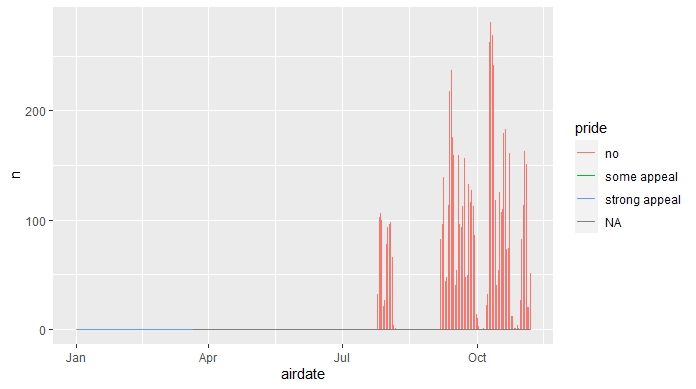 200
100
0
n
Jan Apr Jul Oct
airdate
pride
no
some appeal
strong appeal
NA